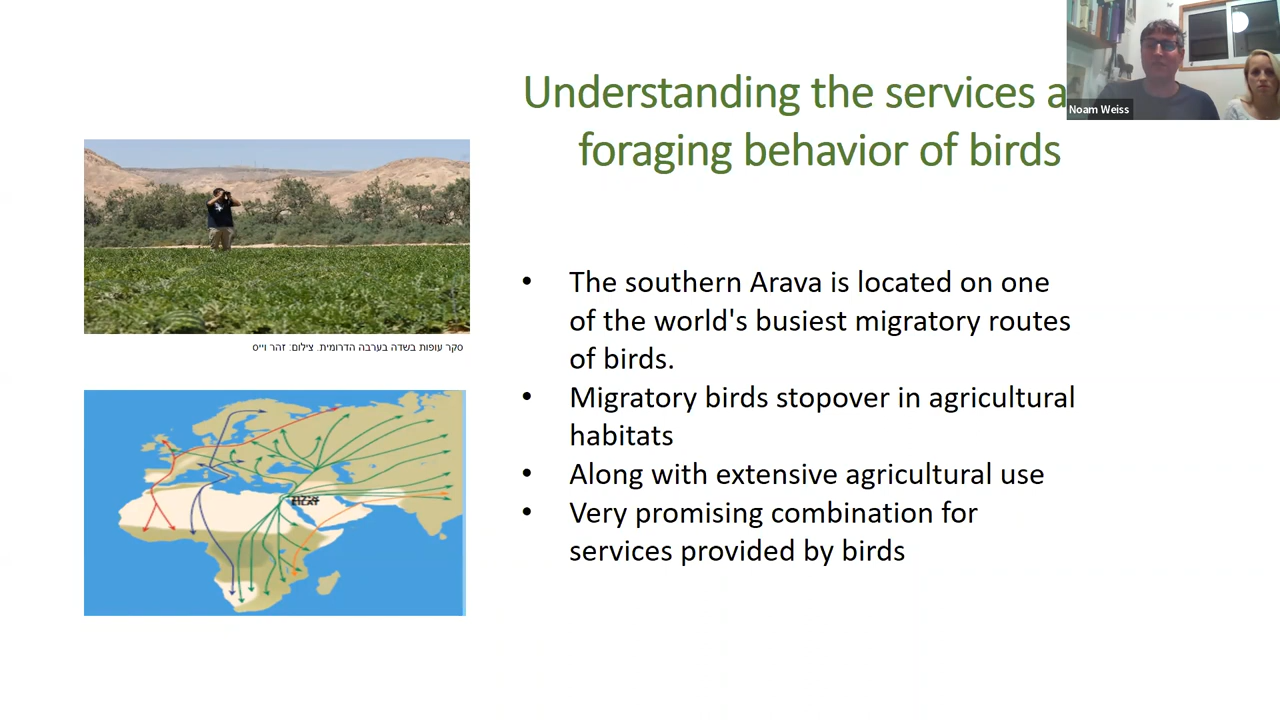 Understanding the services a
foraging behavior of birds
Noam Weiss
סקר עופות בשדה בערבה הדרומית. צילום: זהר וייס
• The southern Arava is located on one
of the world's busiest migratory routes
of birds.
• Migratory birds stopover in agricultural
habitats
• Along with extensive agricultural use
• Very promising combination for
services provided by birds